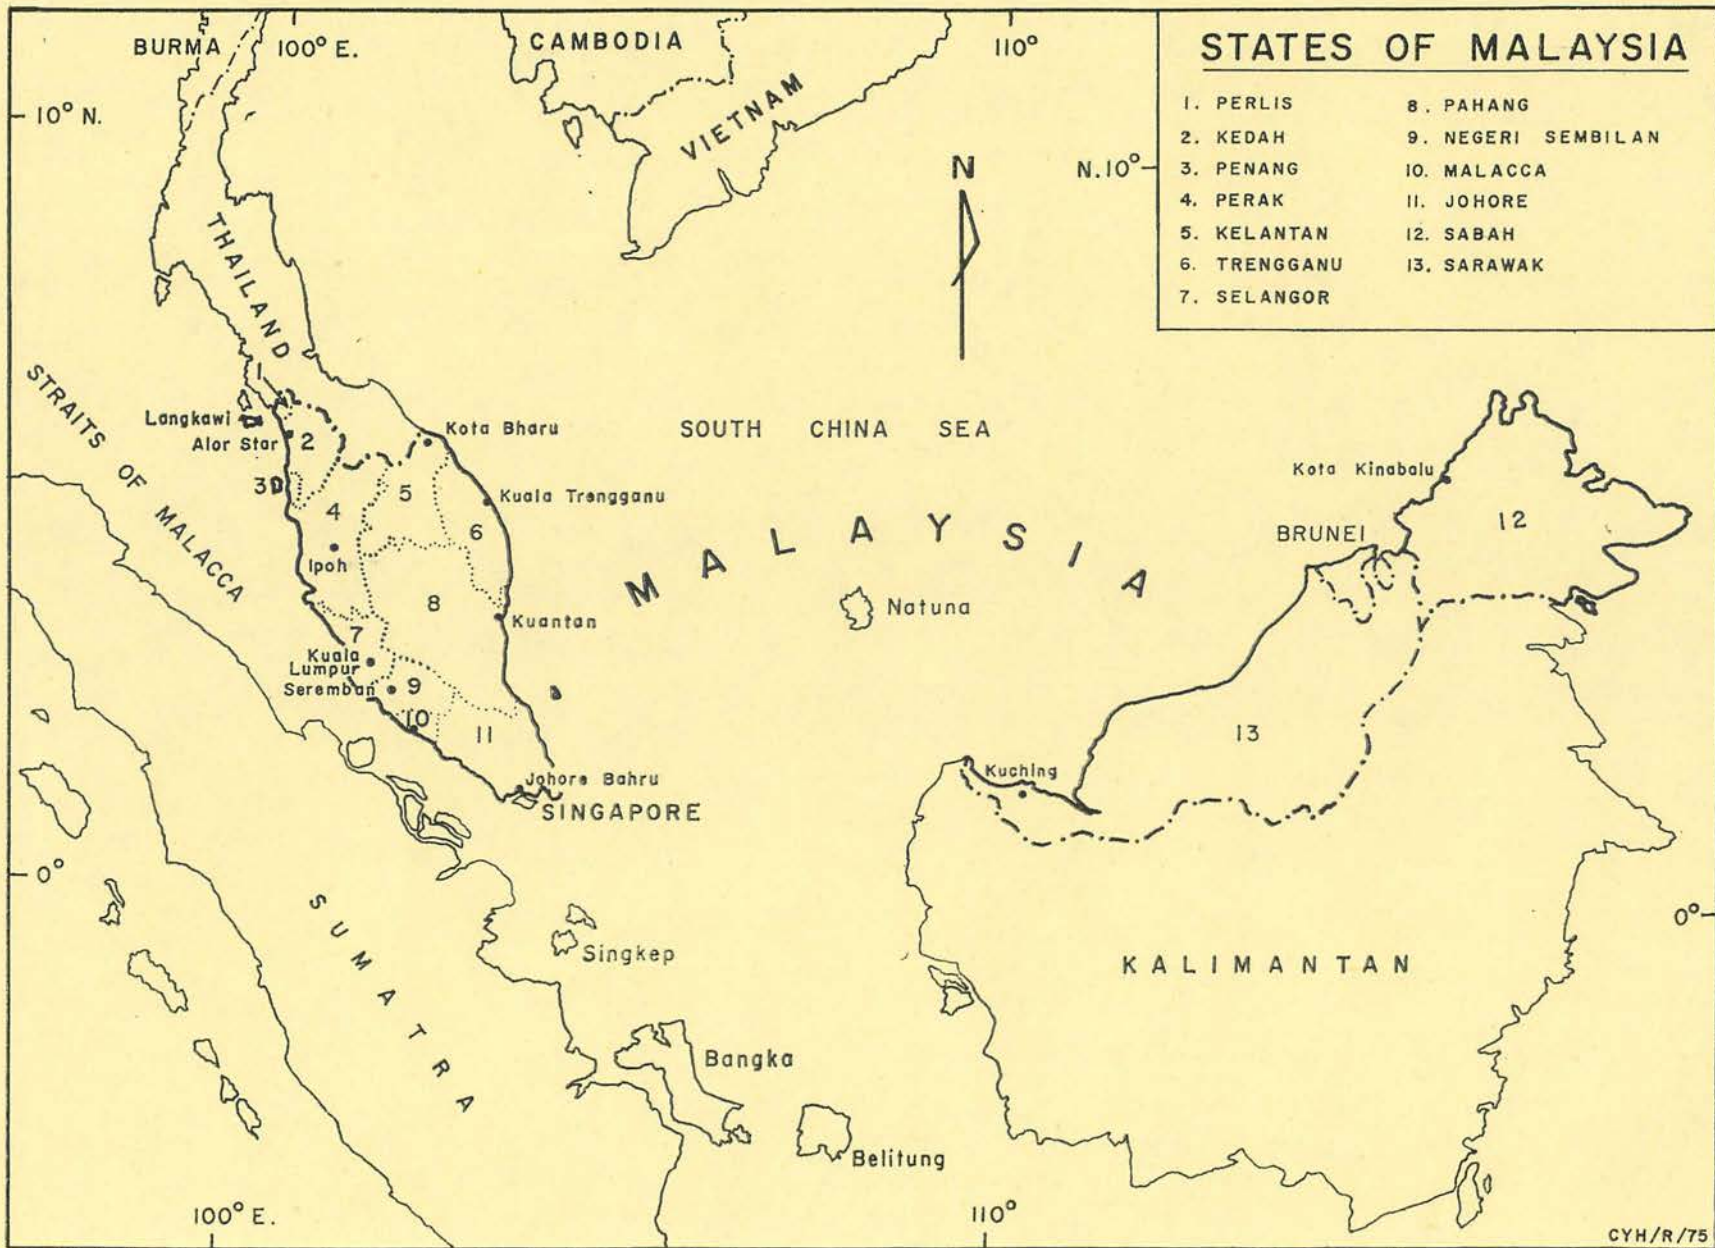 BURMA
100° E.
CAMBODIA
110°
STATES OF MALAYSIA
1. PERLIS
2. KEDAH
3. PENANG
4. PERAK
5. KELANTAN
6. TRENGGANU
7. SELANGOR
8. PAHANG
9. NEGERI SEMBILAN
10. MALACCA
11. JOHORE
12. SABAH
13. SARAWAK
10° N.
VIETNAM
N
N.10°
THAILAND
STRAITS OF MALACCA
Langkawi
Alor Star
2
Kota Bharu
SOUTH CHINA SEA
Kota Kinabalu
3
5
4
Kuala Trengganu
6
12
BRUNEI
MALAYSIA
Ipoh
8
Natuna
Kuantan
7
Kuala
Lumpur
Seremban
9
10
11
13
Johore Bahru
Kuching
SINGAPORE
0°
0°
SUMATRA
Singkep
KALIMANTAN
Bangka
Belitung
100° E.
110°
CYH/R/75